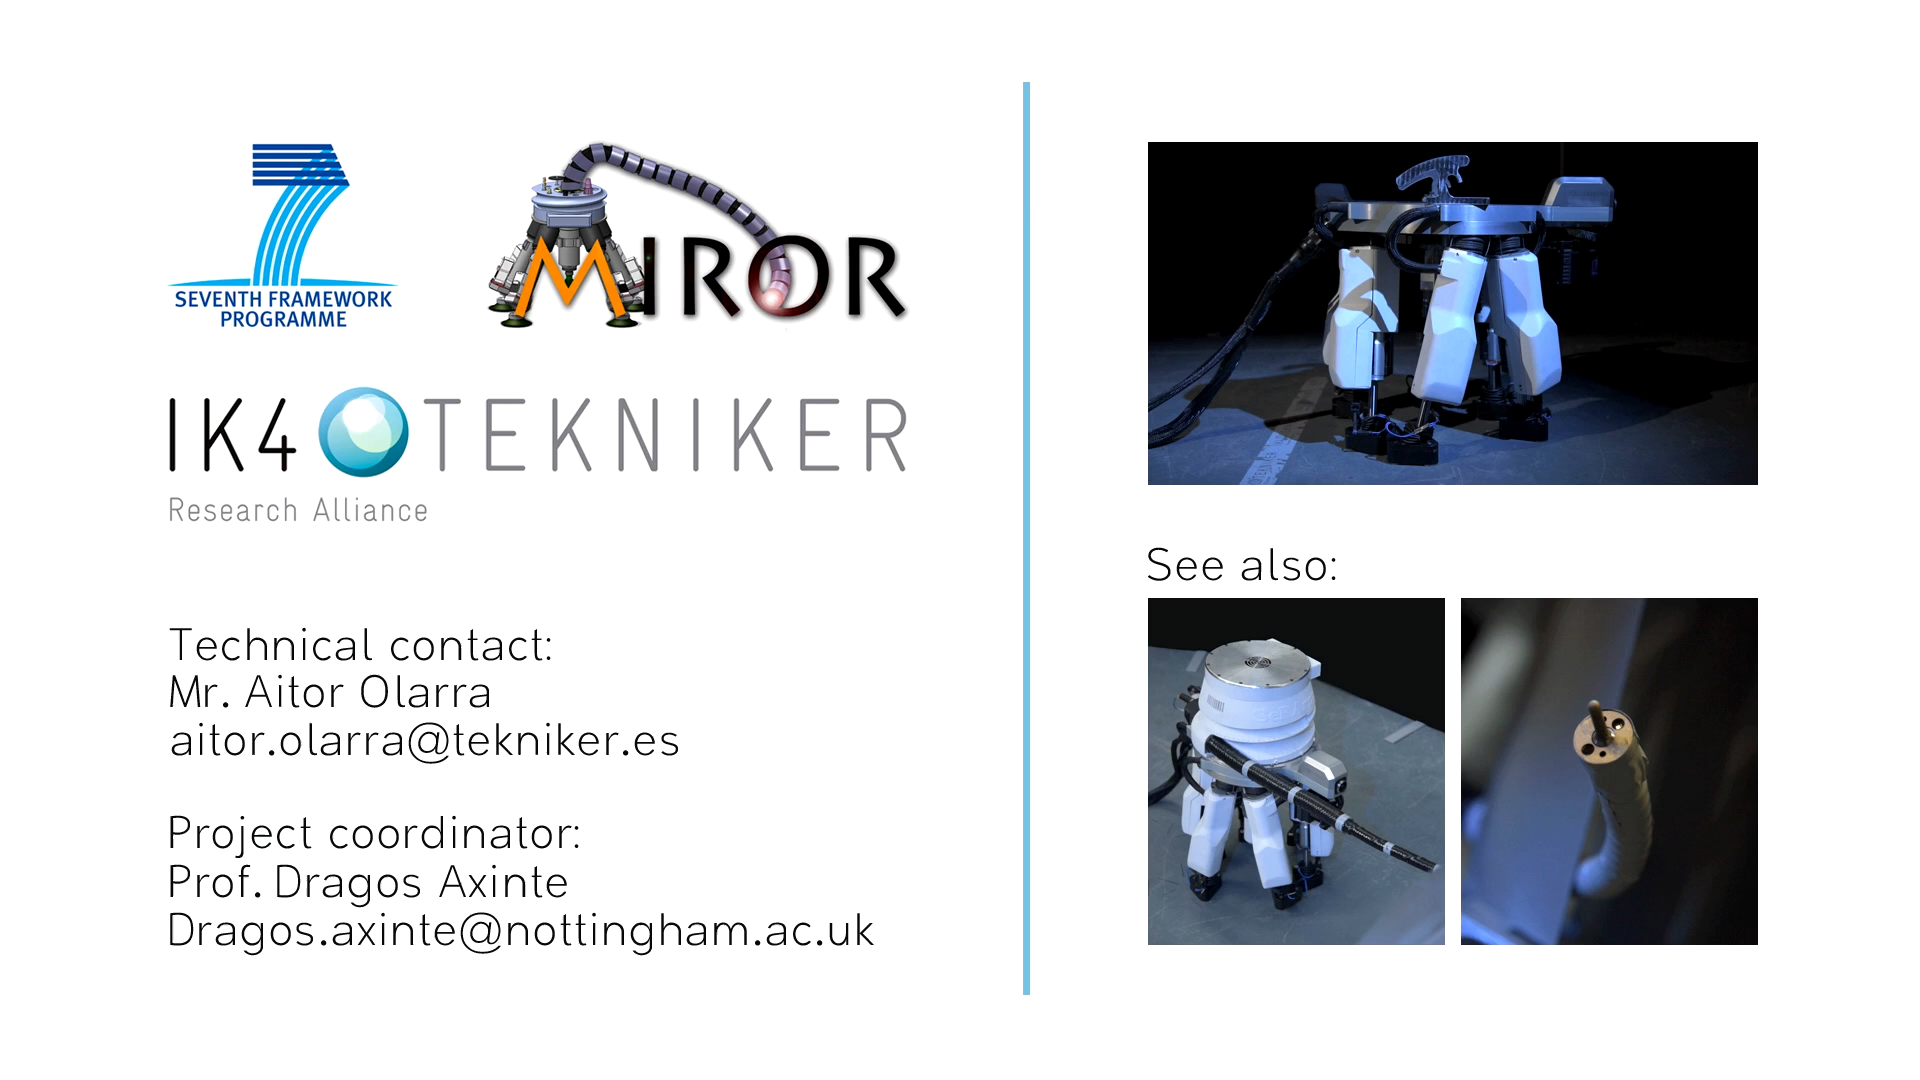 SEVENTH FRAMEWORK
PROGRAMME
MIROR
IK4 TEKNIKER
Research Alliance
Technical contact:
Mr. Aitor Olarra
aitor.olarra@tekniker.es
Project coordinator:
Prof. Dragos Axinte
Dragos.axinte@nottingham.ac.uk
See also: